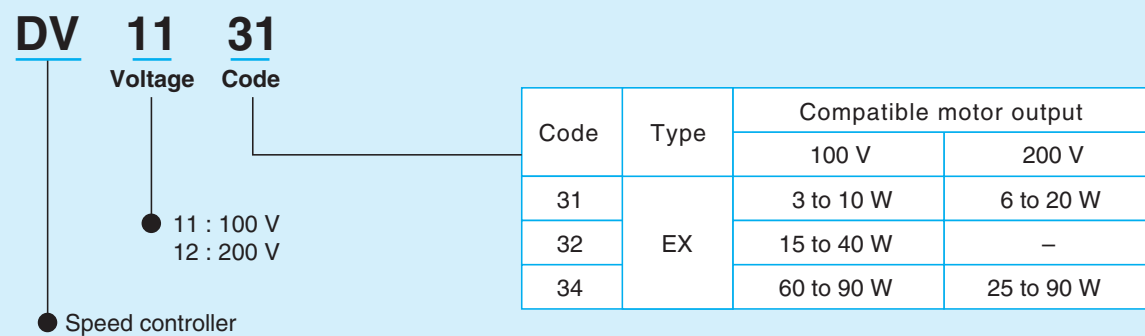 DV 11 31
Voltage Code
11 : 100 V
12 : 200 V
Speed controller
Code Type Compatible motor output
100 V 200 V
31 EX 3 to 10 W 6 to 20 W
32 15 to 40 W –
34 60 to 90 W 25 to 90 W